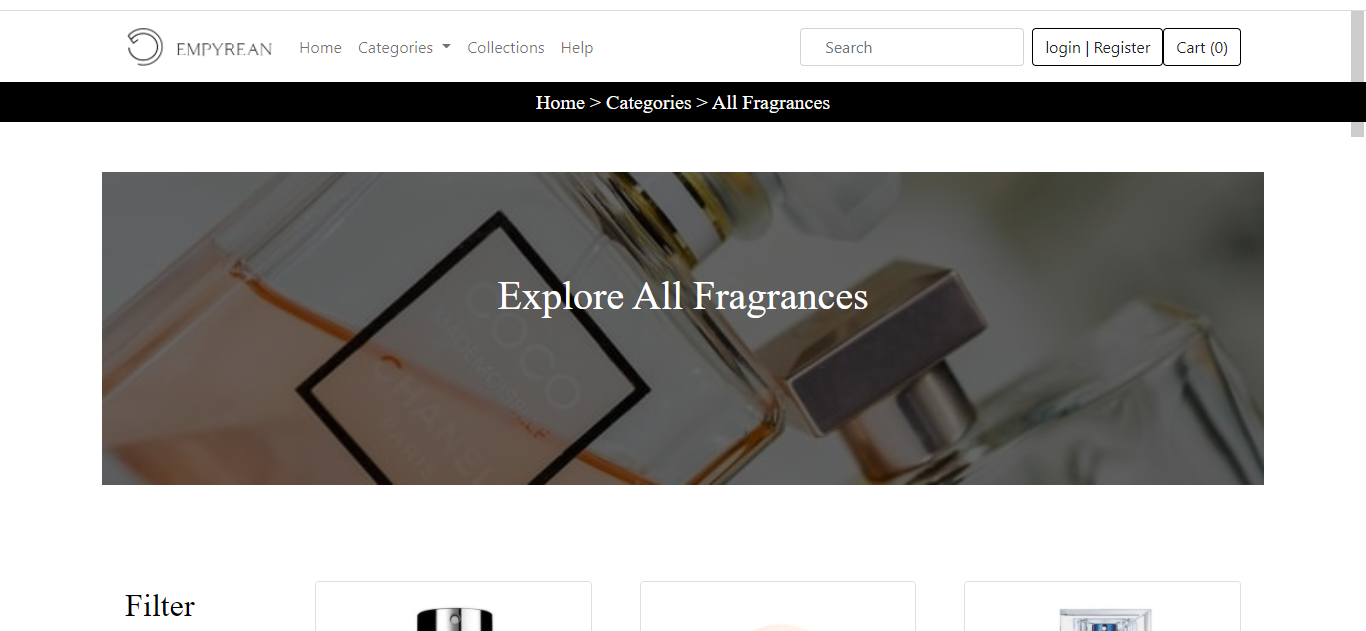 EMPYREAN Home Categories Collections Help Search login | Register Cart (0)
Home > Categories > All Fragrances
Explore All Fragrances
COCO
MADEMOISELLE
CHANEL
PARIS
Filter